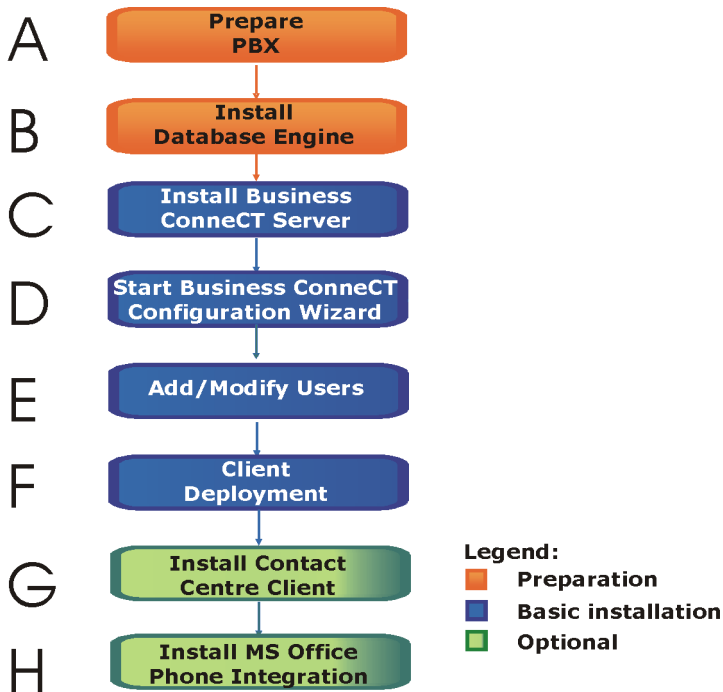 A
Prepare
PBX
B
Install
Database Engine
C
Install Business
ConneCT Server
D
Start Business ConneCT
Configuration Wizard
E
Add/Modify Users
F
Client
Deployment
G
Install Contact
Centre Client
H
Install MS Office
Phone Integration
Legend:
Preparation
Basic installation
Optional